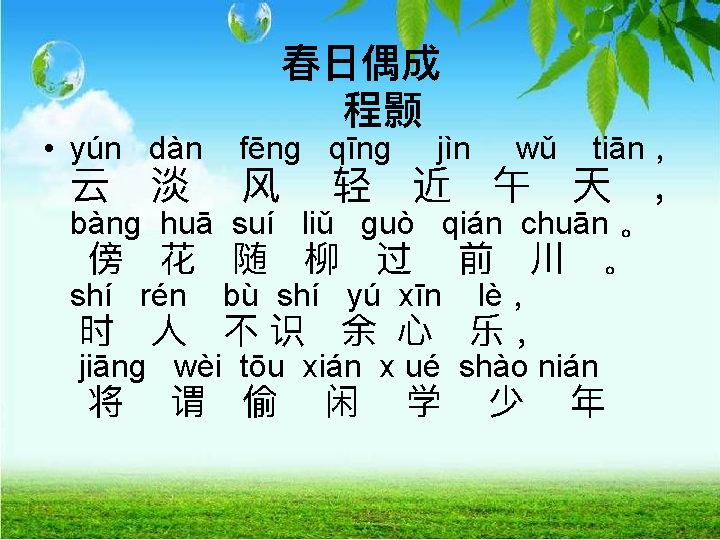 春日偶成
程颢
• yún dàn fēng qīng jìn wǔ tiān，
云 淡 风 轻 近 午 天 ，
bàng huā suí liǔ guò qián chuān 。
傍 花 随 柳 过 前 川 。
shí rén bù shí yú xīn lè，
时 人 不 识 余 心 乐，
jiāng wèi tōu xián x ué shào nián
将 谓 偷 闲 学 少 年